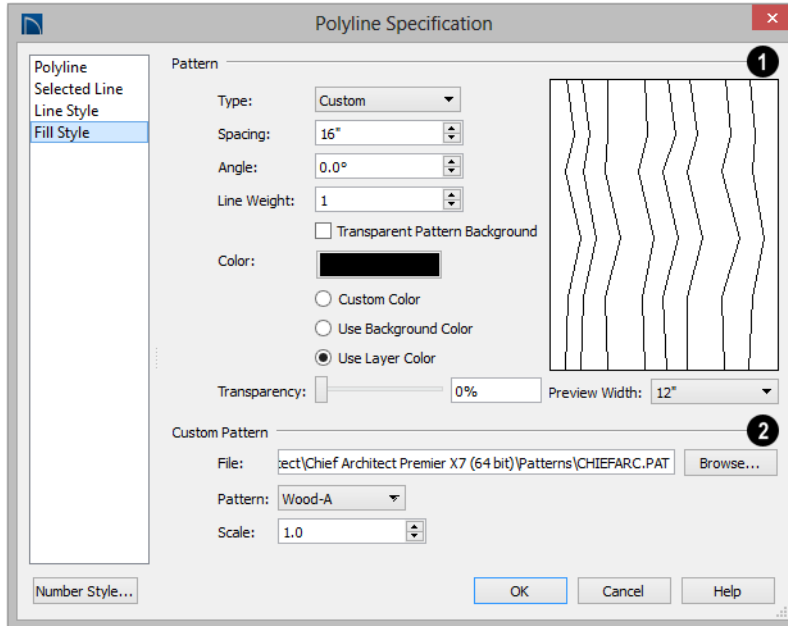 Polyline Specification
Polyline
Selected Line
Line Style
Fill Style
Pattern
1
Type: Custom
Spacing: 16"
Angle: 0.0°
Line Weight: 1
Transparent Pattern Background
Color:
Custom Color
Use Background Color
Use Layer Color
Transparency: 0%
Preview Width: 12"
Custom Pattern
2
File: :ect\Chief Architect Premier X7 (64 bit)\Patterns\CHIEFARC.PAT Browse...
Pattern: Wood-A
Scale: 1.0
Number Style... OK Cancel Help